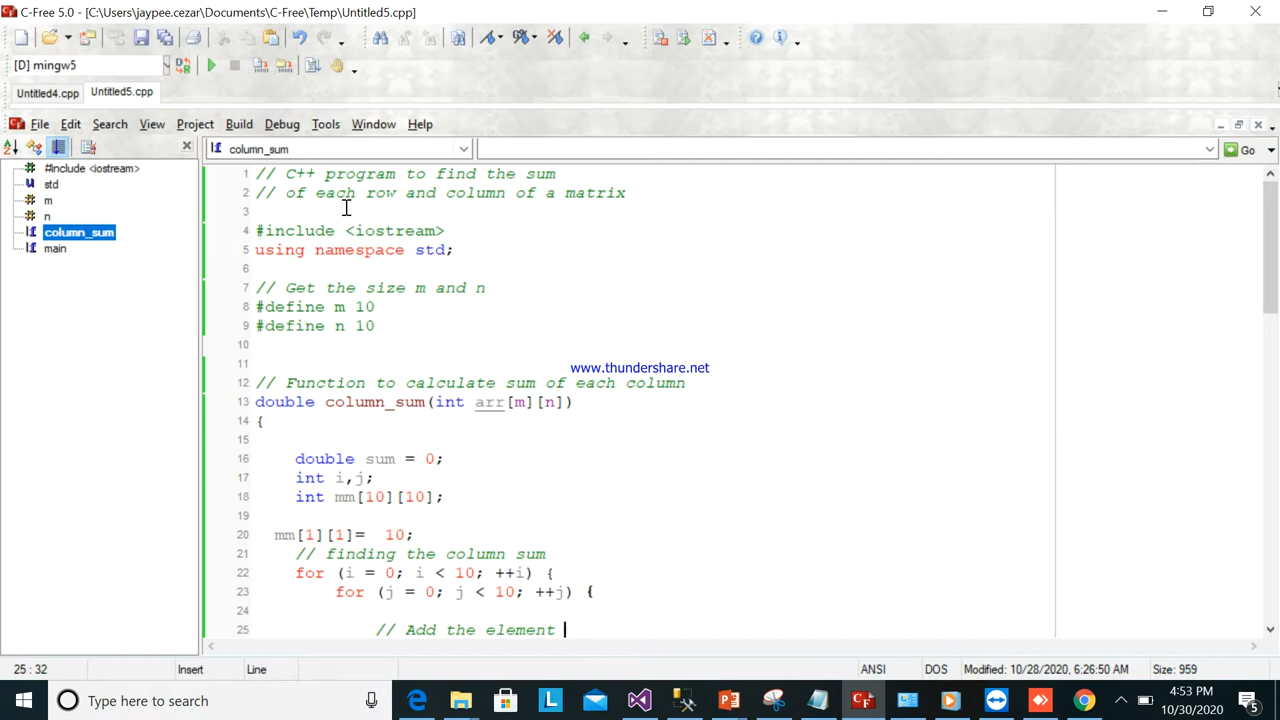 C-Free 5.0 - [C:\Users\jaypee.cezar\Documents\C-Free\Temp\Untitled5.cpp]
[D] mingw5
Untitled4.cpp Untitled5.cpp
File Edit Search View Project Build Debug Tools Window Help
column_sum Go
#include <iostream>
std
m
n
column_sum
main
1 // C++ program to find the sum
2 // of each row and column of a matrix
3
4 #include <iostream>
5 using namespace std;
6
7 // Get the size m and n
8 #define m 10
9 #define n 10
10
11
www.thundershare.net
12 // Function to calculate sum of each column
13 double column_sum(int arr[m][n])
14 {
15
16 double sum = 0;
17 int i,j;
18 int mm[10][10];
19
20 mm[1][1]=  10;
21 // finding the column sum
22 for (i = 0; i < 10; ++i) {
23 for (j = 0; j < 10; ++j) {
24
25 // Add the element
25 : 32 Insert Line ANSI DOS Modified: 10/28/2020, 6:26:50 AM Size: 959
Type here to search
4:53 PM
10/30/2020
5